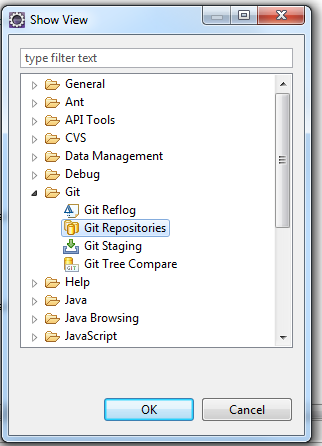 Show View
type filter text
General
Ant
API Tools
CVS
Data Management
Debug
Git
Git Reflog
Git Repositories
Git Staging
Git Tree Compare
Help
Java
Java Browsing
JavaScript
OK
Cancel